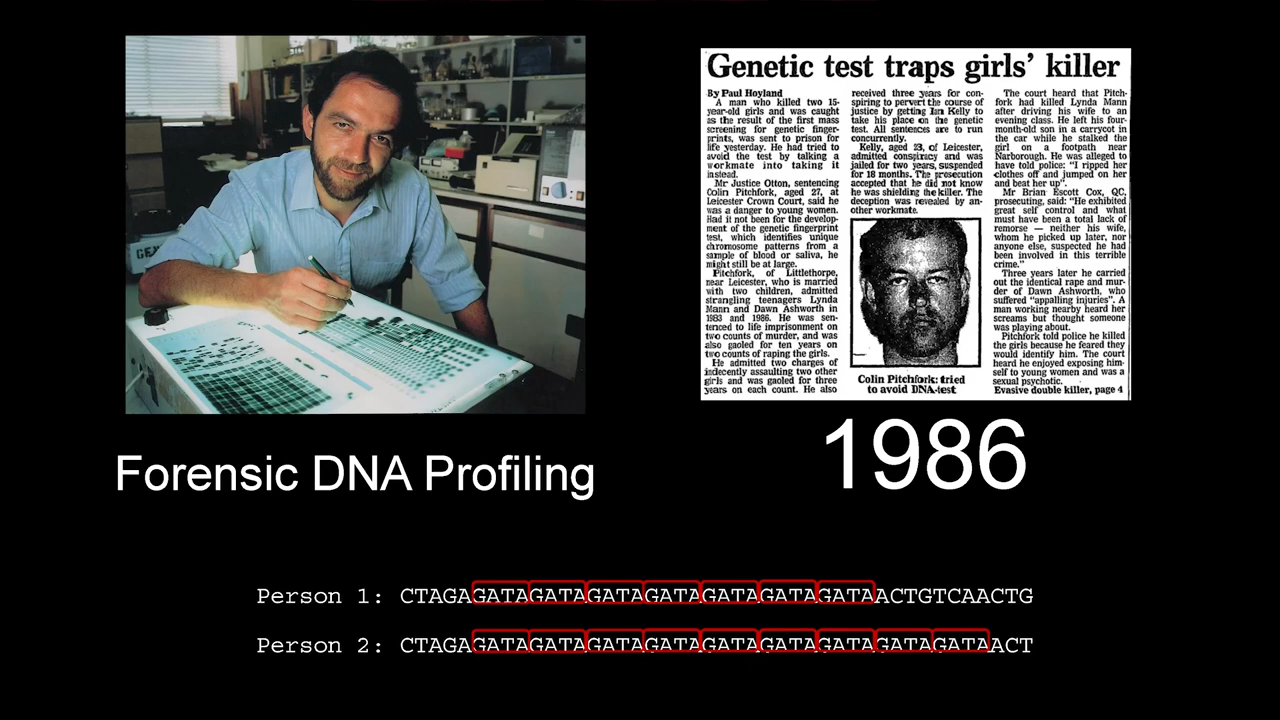 Genetic test traps girls' killer
By Paul Hoyland
A man who killed two 15-
year-old girls and was caught
as the result of the first mass
screening for genetic finger-
prints, was sent to prison for
life yesterday. He had tried to
avoid the test by talking a
workmate into taking it
instead.
Mr Justice Otton, sentencing
Colin Pitchfork, aged 27, at
Leicester Crown Court, said he
was a danger to young women.
Had it not been for the develop-
ment of the genetic fingerprint
test, which identifies unique
chromosome patterns from a
sample of blood or saliva, he
might still be at large.
Pitchfork, of Littlethorpe,
near Leicester, who is married
with two children, admitted
strangling teenagers Lynda
Mann and Dawn Ashworth in
1983 and 1986. He was sen-
tenced to life imprisonment on
two counts of murder, and was
also gaoled for ten years on
two counts of raping the girls.
He admitted two charges of
indecently assaulting two other
girls and was gaoled for three
years on each count. He also
received three years for con-
spiring to pervert the course of
justice by getting Ian Kelly to
take his place on the genetic
test. All sentences are to run
concurrently.
Kelly, aged 23, of Leicester,
admitted conspiracy and was
jailed for two years, suspended
for 18 months. The prosecution
accepted that he did not know
he was shielding the killer. The
deception was revealed by an-
other workmate.
Colin Pitchfork: tried
to avoid DNA test
The court heard that Pitch-
fork had killed Lynda Mann
after driving his wife to an
evening class. He left his four-
month-old son in a carrycot in
the car while he stalked the
girl on a footpath near
Narborough. He was alleged to
have told police: "I ripped her
clothes off and jumped on her
and beat her up".
Mr Brian Escott Cox, QC,
prosecuting, said: "He exhibited
great self control and what
must have been a total lack of
remorse — neither his wife,
whom he picked up later, nor
anyone else, suspected he had
been involved in this terrible
crime."
Three years later he carried
out the identical rape and mur-
der of Dawn Ashworth, who
suffered "appalling injuries". A
man working nearby heard her
screams but thought someone
was playing about.
Pitchfork told police he killed
the girls because he feared they
would identify him. The court
heard he enjoyed exposing him-
self to young women and was a
sexual psychotic.
Evasive double killer, page 4
Forensic DNA Profiling
1986
Person 1: CTAGAGATAGATAGATAGATAGATAGATAGATAACTGTCAACTG
Person 2: CTAGAGATAGATAGATAGATAGATAGATAGATAGATAGATAACT